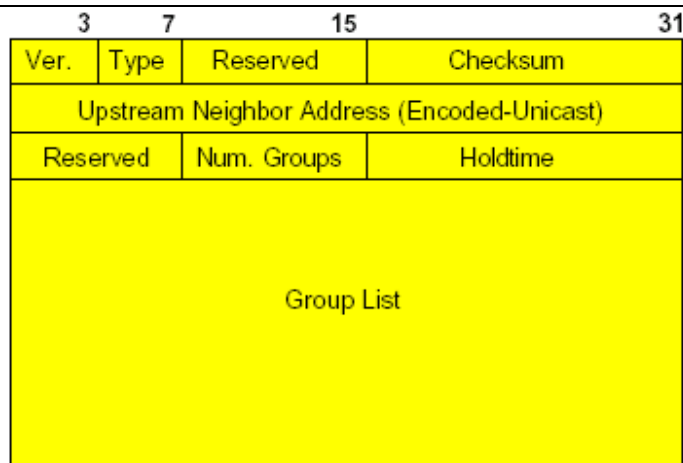 3 7 15 31
Ver. Type Reserved Checksum
Upstream Neighbor Address (Encoded-Unicast)
Reserved Num. Groups Holdtime
Group List